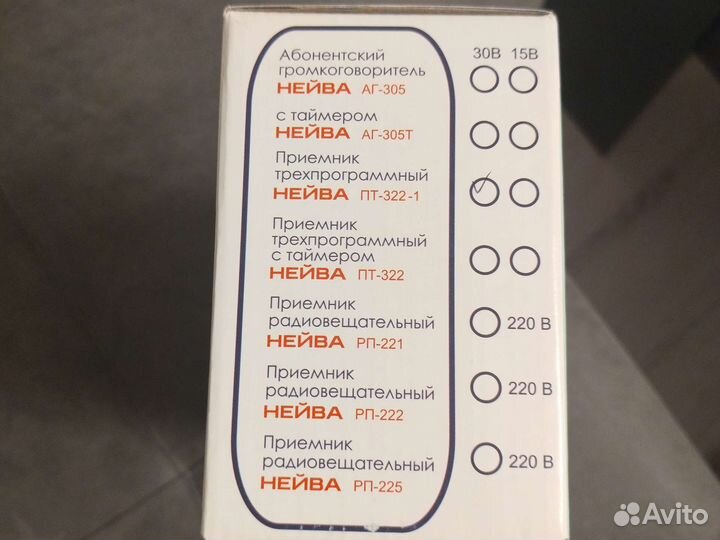 30В 15В
Абонентский
громкоговоритель
НЕЙВА АГ-305
с таймером
НЕЙВА АГ-305Т
Приемник
трехпрограммный
НЕЙВА ПТ-322-1
Приемник
трехпрограммный
с таймером
НЕЙВА ПТ-322
Приемник
радиовещательный
НЕЙВА РП-221
220 В
Приемник
радиовещательный
НЕЙВА РП-222
220 В
Приемник
радиовещательный
НЕЙВА РП-225
220 В
Avito